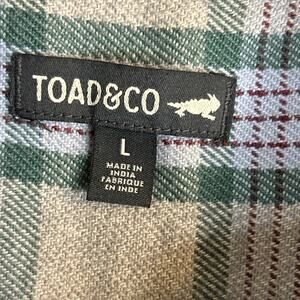 TOAD&CO
L
MADE IN
INDIA
FABRIQUE
EN INDE